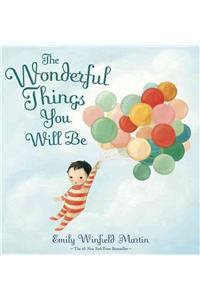 The
Wonderful
Things
You
Will Be
Emily Winfield Martin
~ The #1 New York Times Bestseller ~